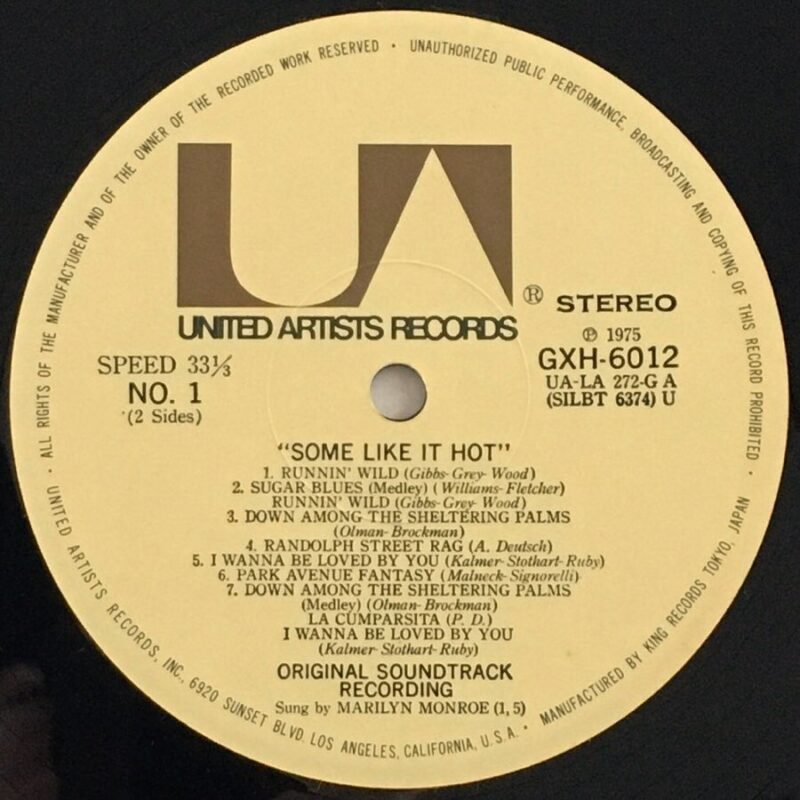 ALL RIGHTS OF THE MANUFACTURER AND OF THE OWNER OF THE RECORDED WORK RESERVED · UNAUTHORIZED PUBLIC PERFORMANCE, BROADCASTING AND COPYING OF THIS RECORD PROHIBITED ·
UA
®
UNITED ARTISTS RECORDS
STEREO
℗ 1975
SPEED 33⅓
GXH-6012
NO. 1
UA-LA 272-G A
(2 Sides)
(SILBT 6374) U
"SOME LIKE IT HOT"
1. RUNNIN' WILD (Gibbs-Grey-Wood)
2. SUGAR BLUES (Medley) (Williams-Fletcher)
RUNNIN' WILD (Gibbs-Grey-Wood)
3. DOWN AMONG THE SHELTERING PALMS
(Olman-Brockman)
4. RANDOLPH STREET RAG (A. Deutsch)
5. I WANNA BE LOVED BY YOU (Kalmer-Stothart-Ruby)
6. PARK AVENUE FANTASY (Malneck-Signorelli)
7. DOWN AMONG THE SHELTERING PALMS
(Medley) (Olman-Brockman)
LA CUMPARSITA (P. D.)
I WANNA BE LOVED BY YOU
(Kalmer-Stothart-Ruby)
ORIGINAL SOUNDTRACK
RECORDING
Sung by MARILYN MONROE (1, 5)
UNITED ARTISTS RECORDS, INC., 6920 SUNSET BLVD. LOS ANGELES, CALIFORNIA, U.S.A. · MANUFACTURED BY KING RECORDS TOKYO, JAPAN ·